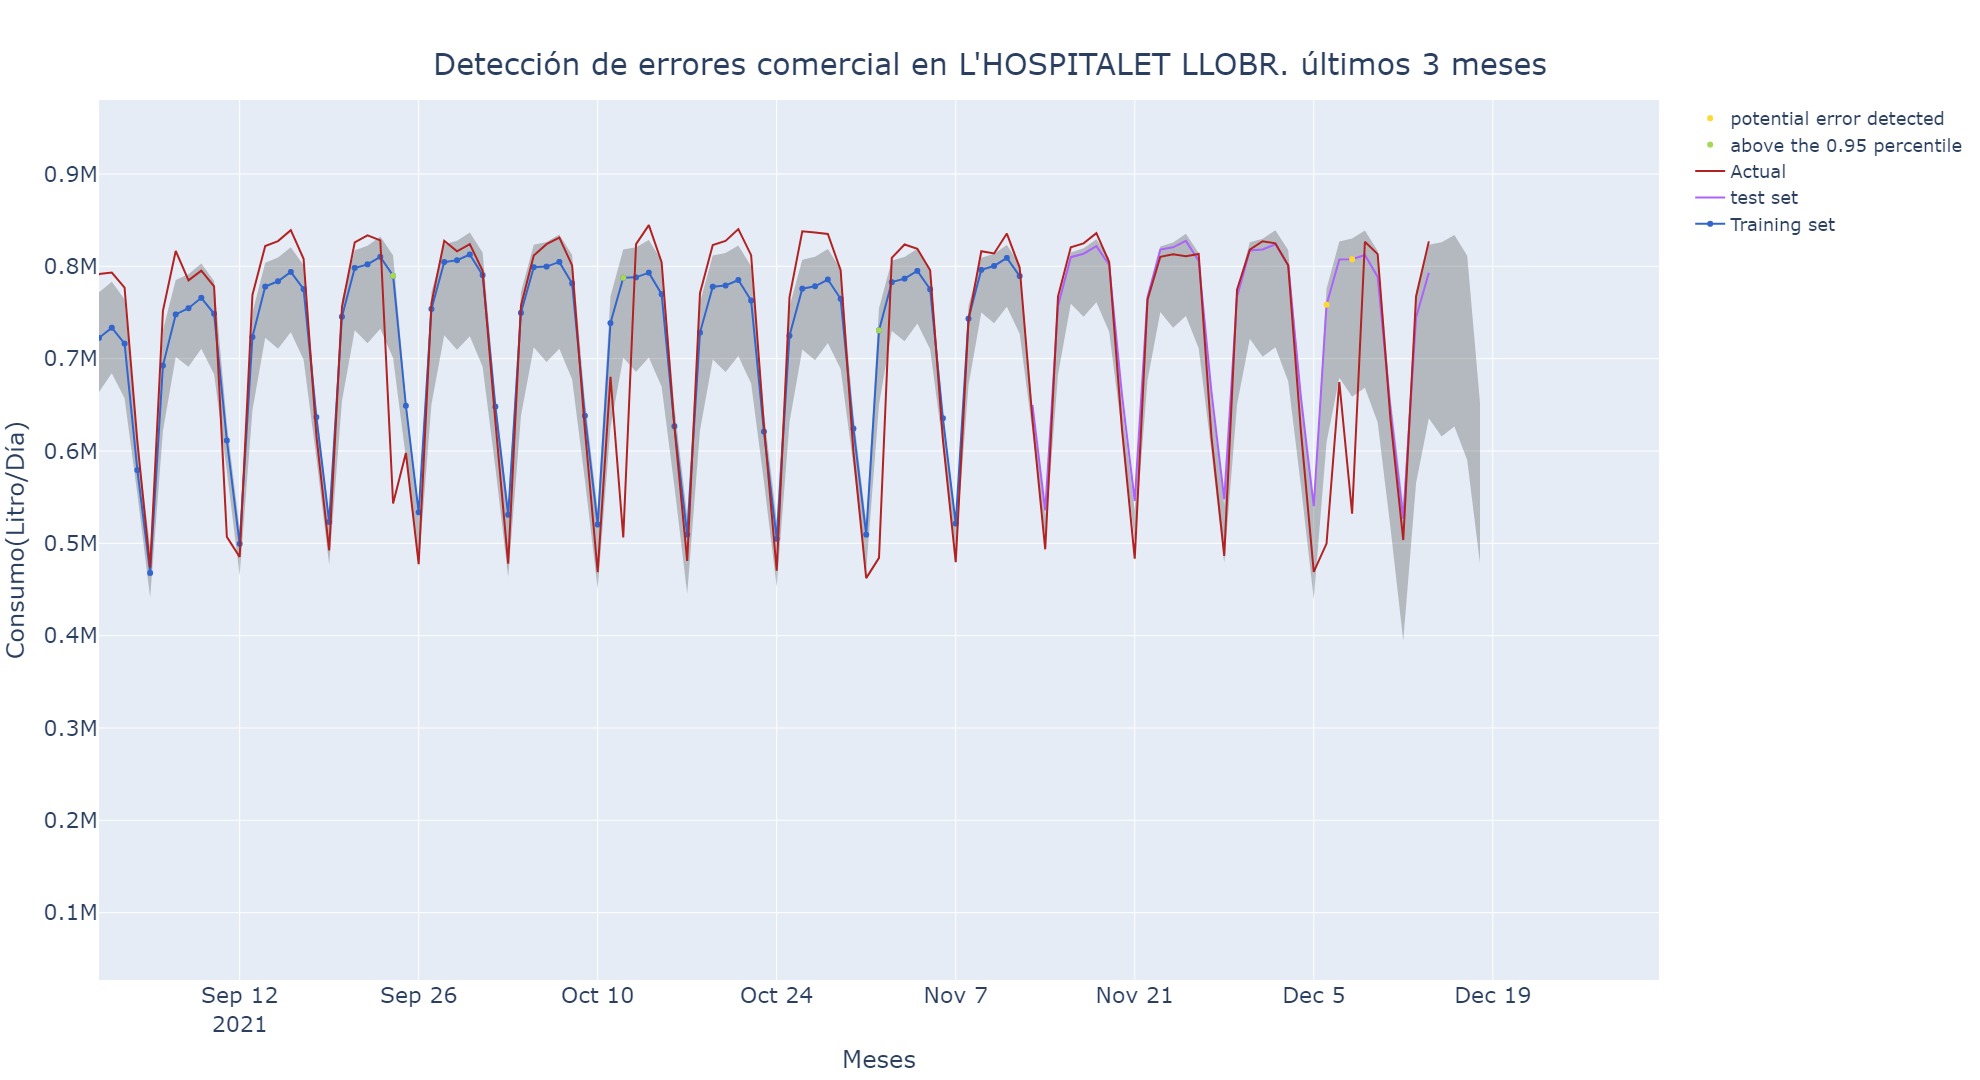 Detección de errores comercial en L'HOSPITALET LLOBR. últimos 3 meses
potential error detected
above the 0.95 percentile
Actual
test set
Training set
0.9M
0.8M
0.7M
0.6M
0.5M
0.4M
0.3M
0.2M
0.1M
Consumo(Litro/Día)
Sep 12
2021
Sep 26
Oct 10
Oct 24
Nov 7
Nov 21
Dec 5
Dec 19
Meses